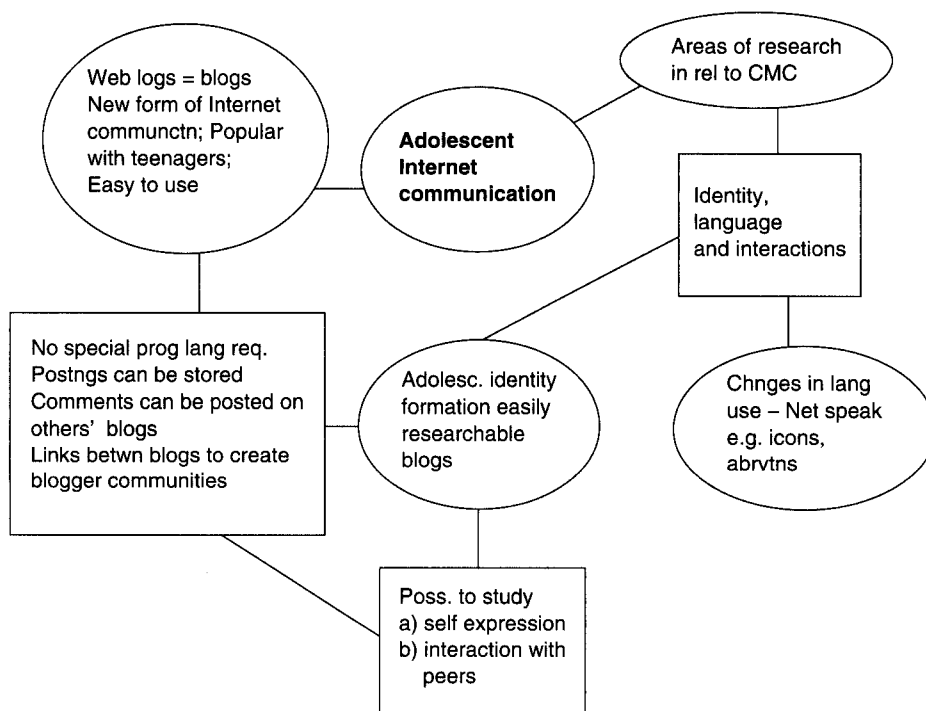 Web logs = blogs
New form of Internet
communctn; Popular
with teenagers;
Easy to use
Adolescent
Internet
communication
Areas of research
in rel to CMC
Identity,
language
and interactions
No special prog lang req.
Postngs can be stored
Comments can be posted on
others' blogs
Links betwn blogs to create
blogger communities
Adolesc. identity
formation easily
researchable
blogs
Chnges in lang
use – Net speak
e.g. icons,
abrvtns
Poss. to study
a) self expression
b) interaction with
peers